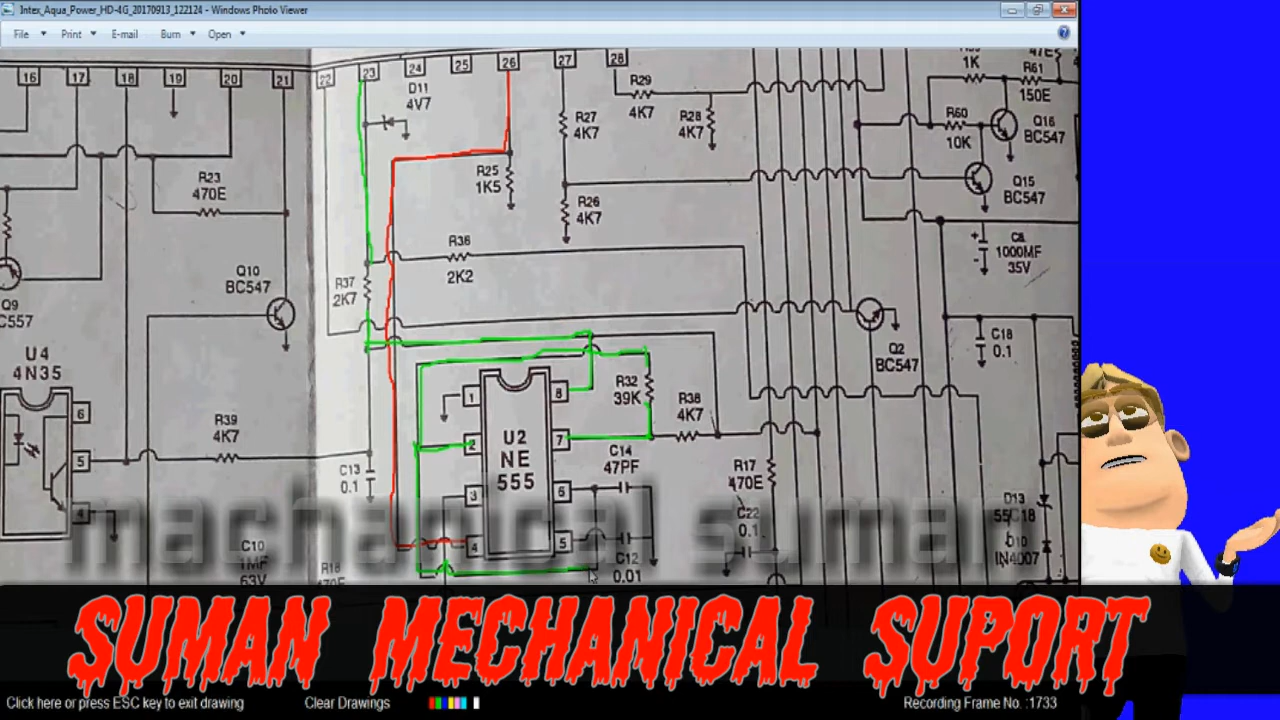 Intex_Aqua_Power_HD-4G_20170913_122124 - Windows Photo Viewer
File Print E-mail Burn Open
16 17 18 19 20 21 22 23 24 25 26 27 28
1K
47E
R61
150E
D11
4V7
R29
4K7
R27
4K7
R28
4K7
R60
10K
Q16
BC547
R23
470E
R25
1K5
R26
4K7
Q15
BC547
R36
2K2
C8
1000MF
35V
Q10
BC547
R37
2K7
Q9
C557
U4
4N35
Q2
BC547
C18
0.1
6
5
4
R39
4K7
1
2
3
4
U2
NE
555
8
7
6
5
R32
39K
R38
4K7
C14
47PF
C13
0.1
R17
470E
C22
0.1
C12
0.01
C10
1MF
63V
R18
470E
D13
D10
IN4007
machanical suman
SUMAN MECHANICAL SUPORT
Click here or press ESC key to exit drawing Clear Drawings Recording Frame No. :1733